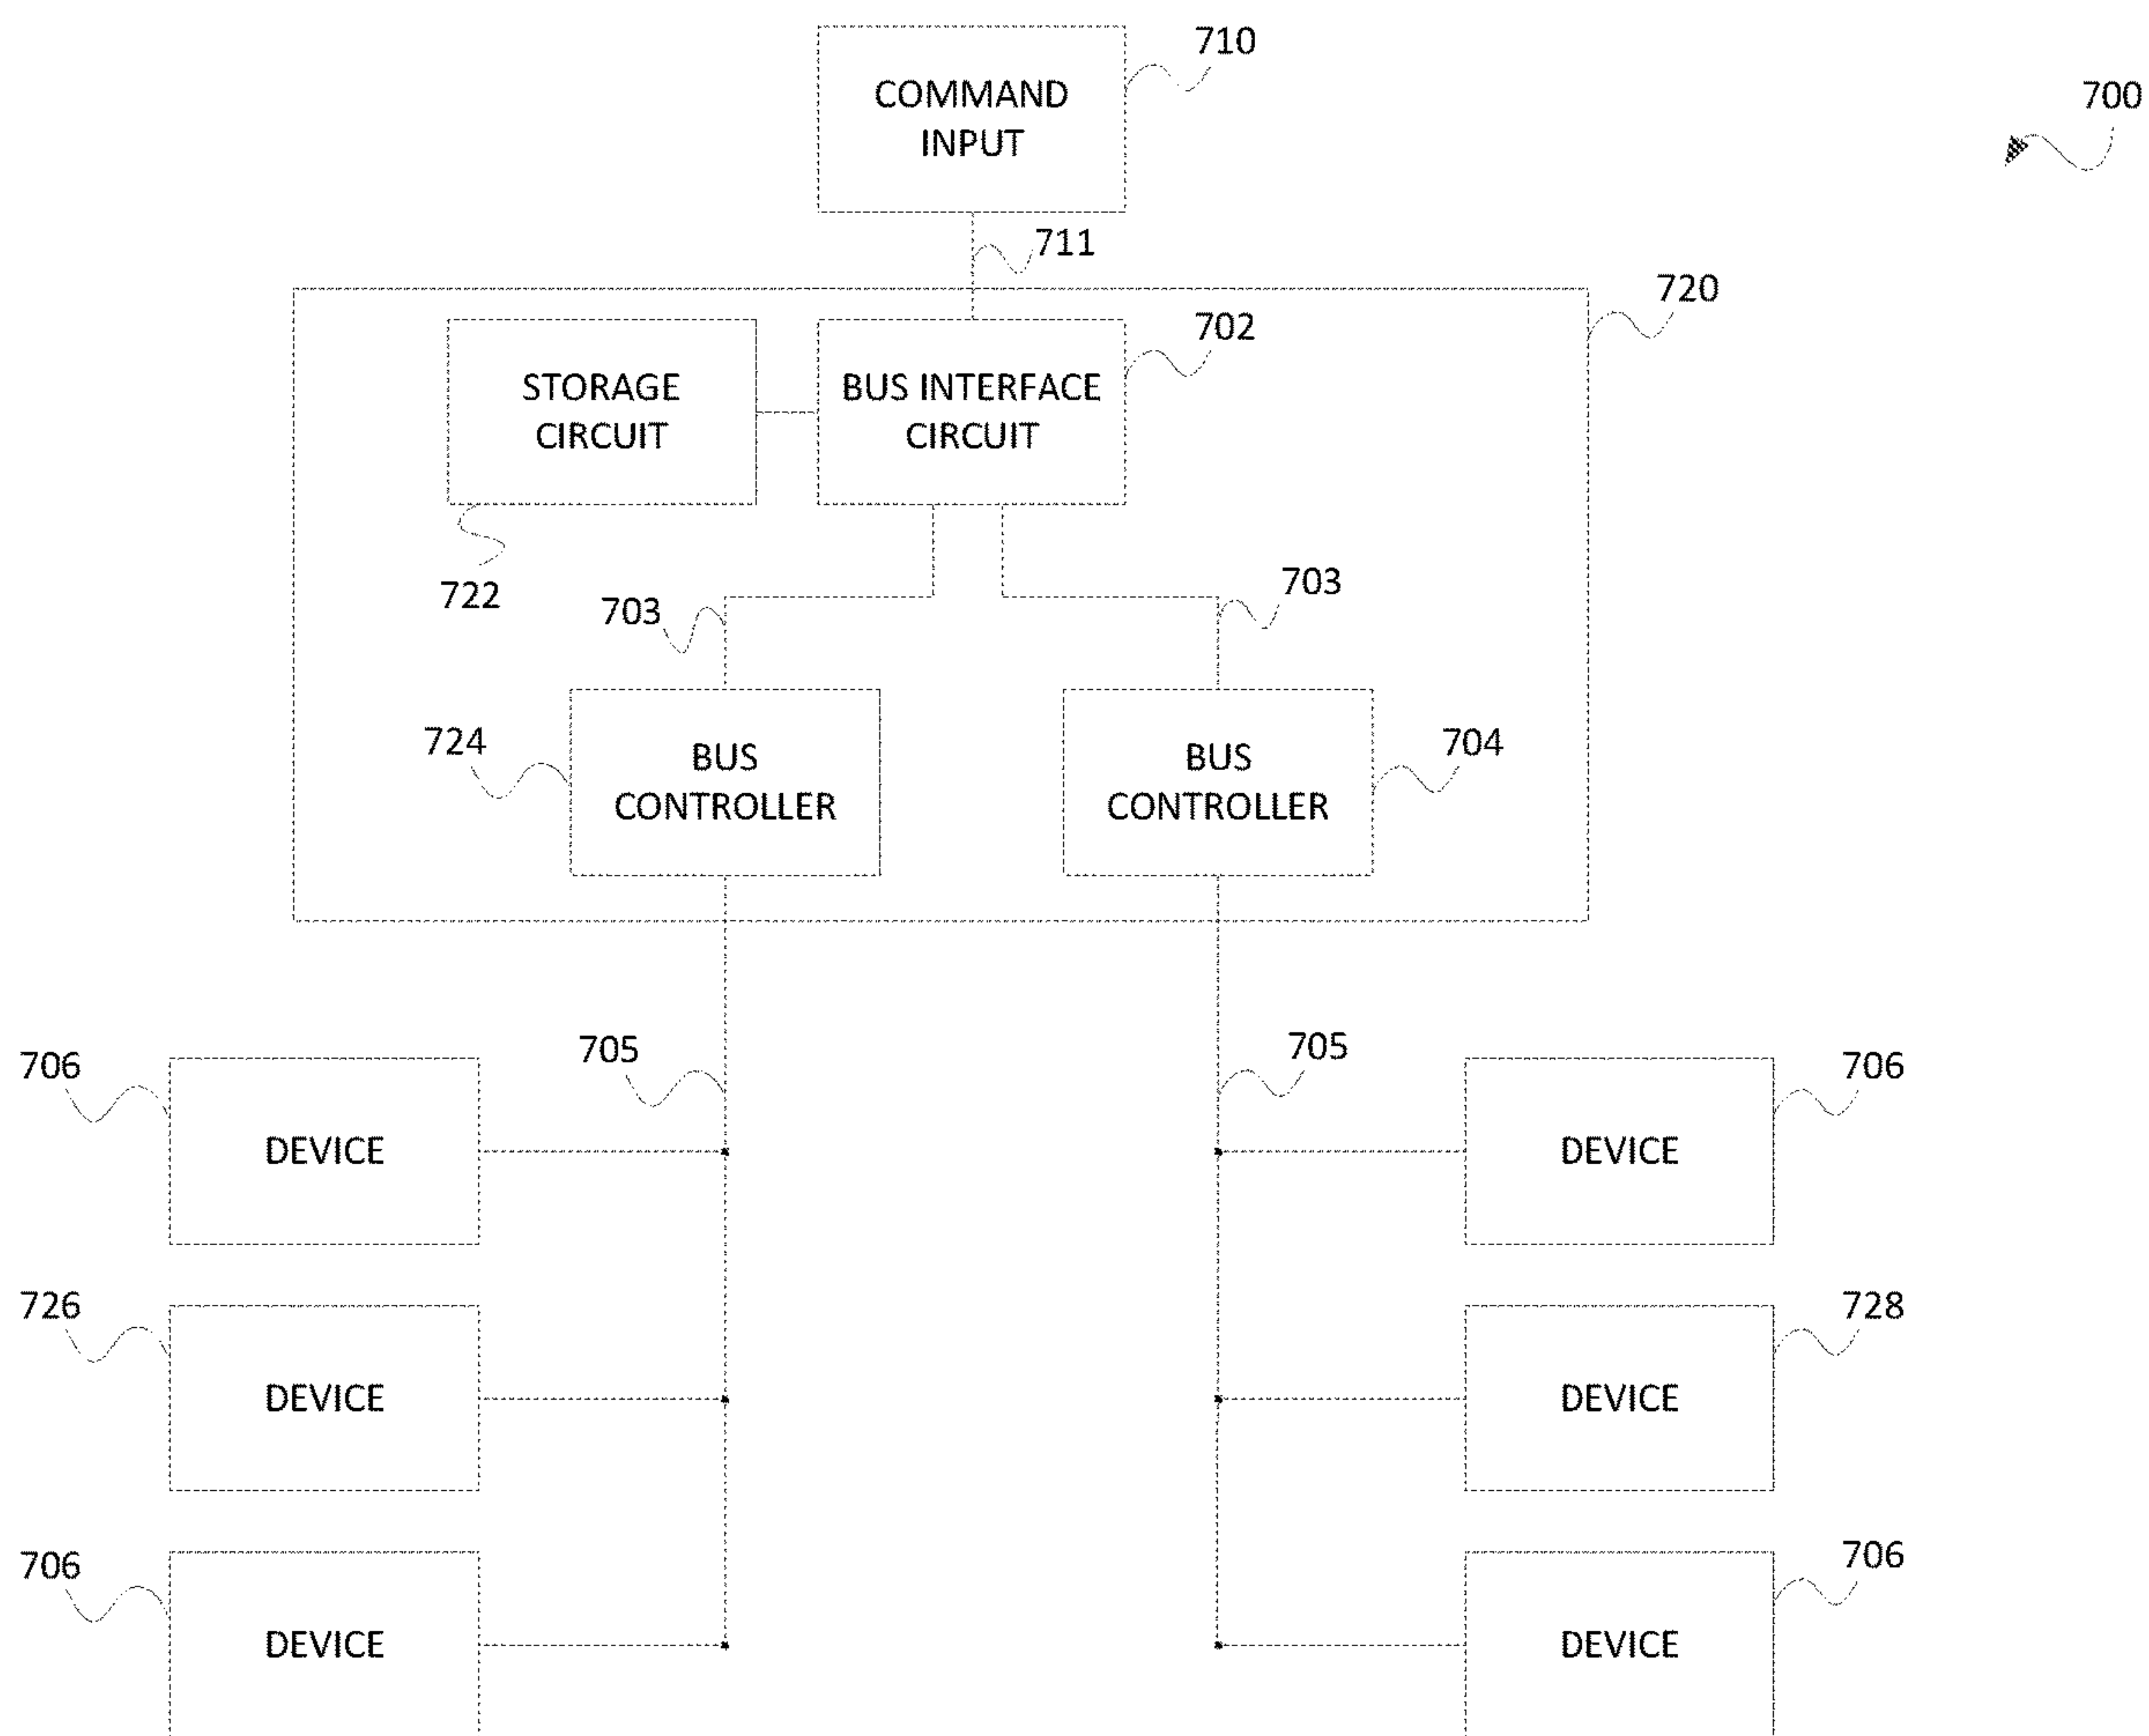 710
COMMAND
INPUT
700
711
720
702
STORAGE
CIRCUIT
BUS INTERFACE
CIRCUIT
722
703
703
724
BUS
CONTROLLER
BUS
CONTROLLER
704
706
705
705
706
DEVICE
DEVICE
726
728
DEVICE
DEVICE
706
706
DEVICE
DEVICE